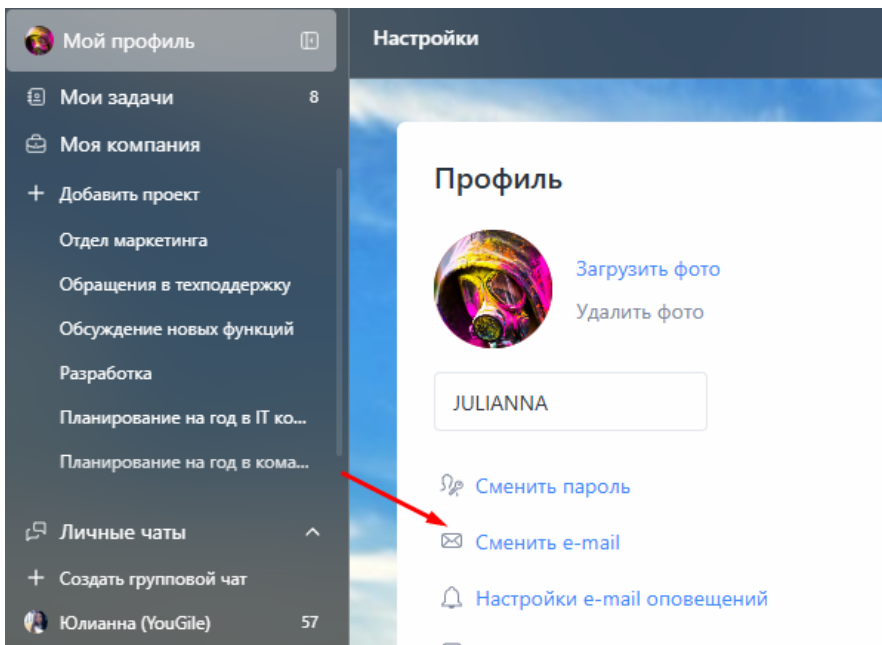 Мой профиль
Мои задачи 8
Моя компания
Добавить проект
Отдел маркетинга
Обращения в техподдержку
Обсуждение новых функций
Разработка
Планирование на год в IT ко...
Планирование на год в кома...
Личные чаты
Создать групповой чат
Юлианна (YouGile) 57
Настройки
Профиль
Загрузить фото
Удалить фото
JULIANNA
Сменить пароль
Сменить e-mail
Настройки e-mail оповещений